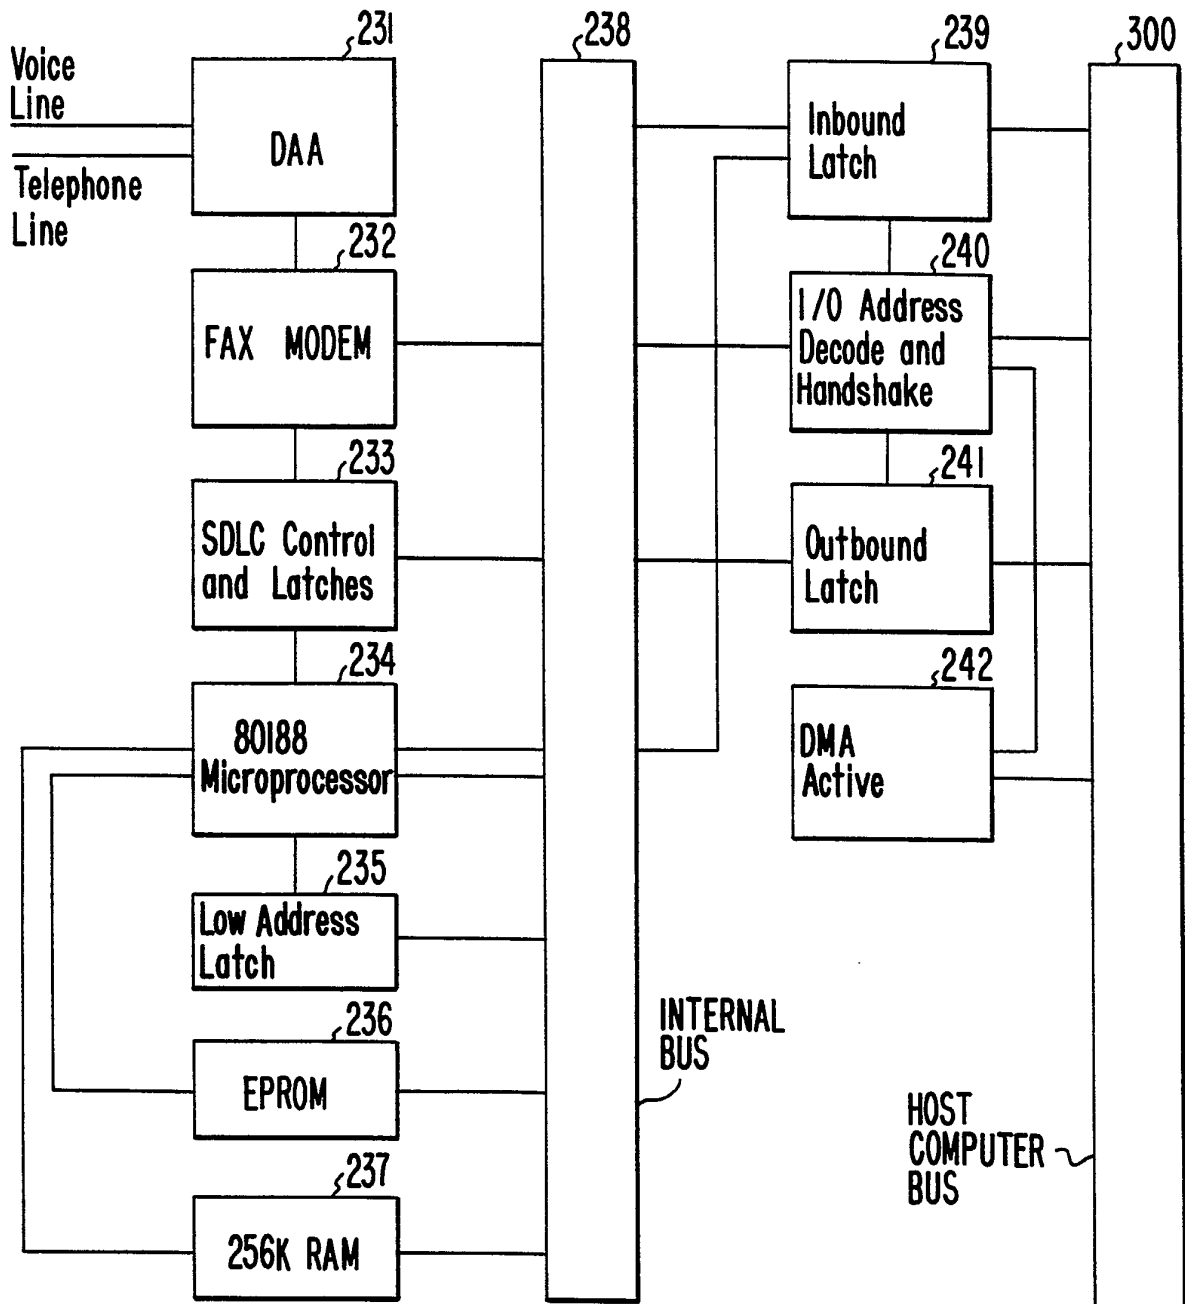 231
238
239
300
Voice
Line
DAA
Inbound
Latch
Telephone
Line
232
240
FAX MODEM
I/O Address
Decode and
Handshake
233
241
SDLC Control
and Latches
Outbound
Latch
234
242
80188
Microprocessor
DMA
Active
235
Low Address
Latch
236
INTERNAL
BUS
EPROM
HOST
COMPUTER
BUS
237
256K RAM